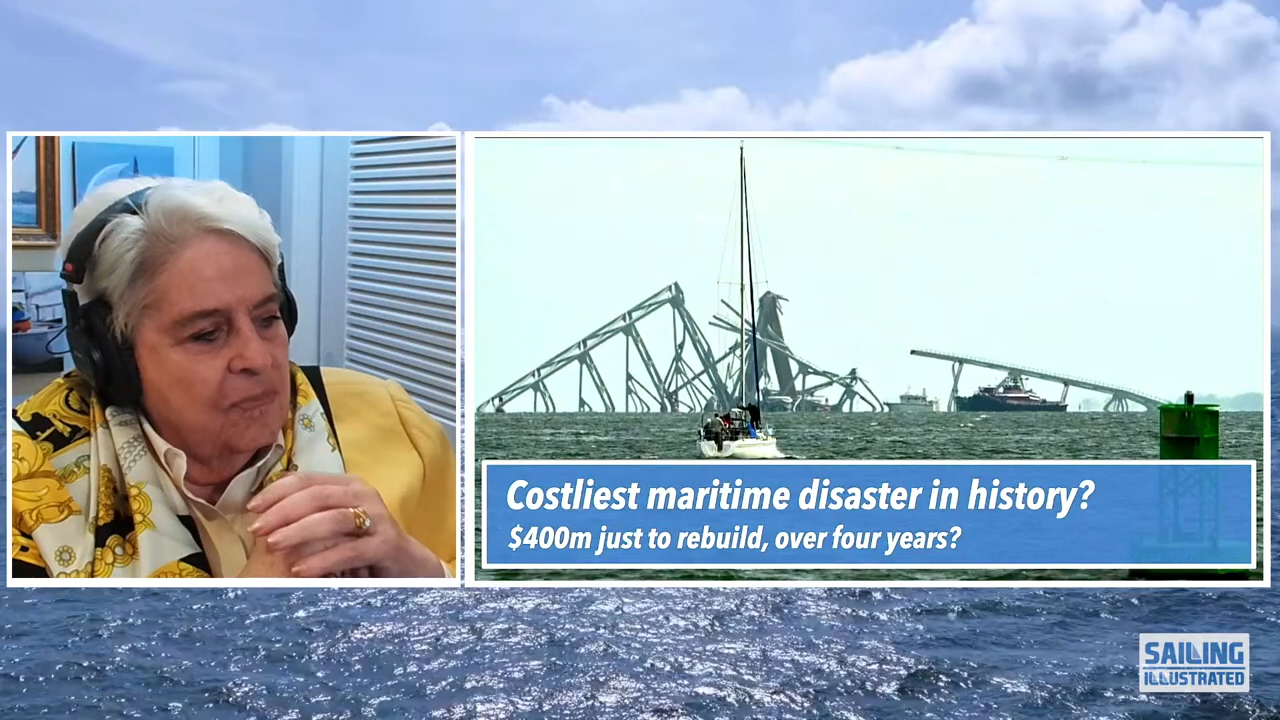 Costliest maritime disaster in history?
$400m just to rebuild, over four years?
SAILING
ILLUSTRATED